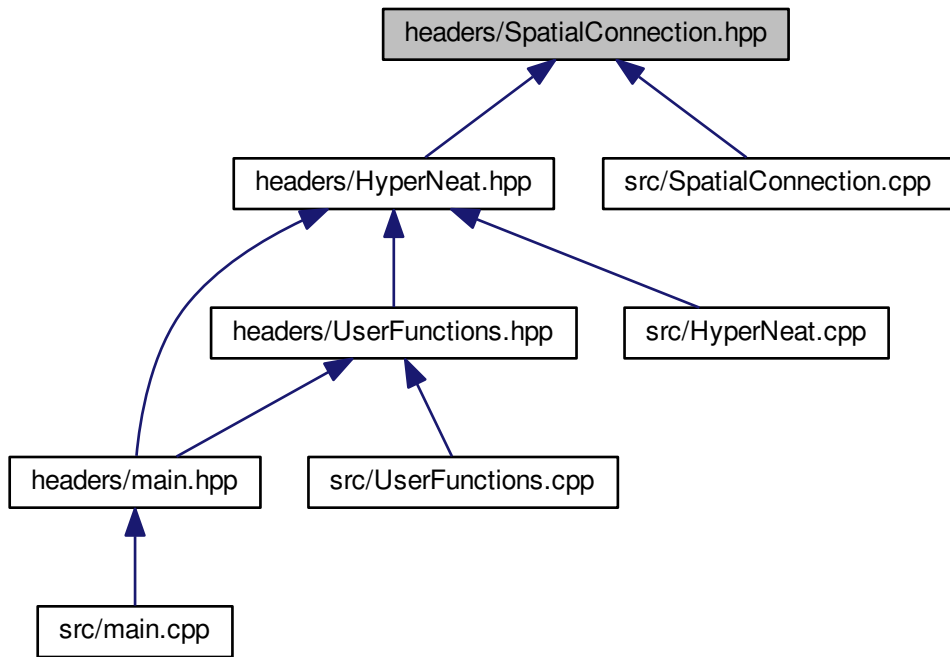 headers/SpatialConnection.hpp
headers/HyperNeat.hpp
src/SpatialConnection.cpp
headers/UserFunctions.hpp
src/HyperNeat.cpp
headers/main.hpp
src/UserFunctions.cpp
src/main.cpp